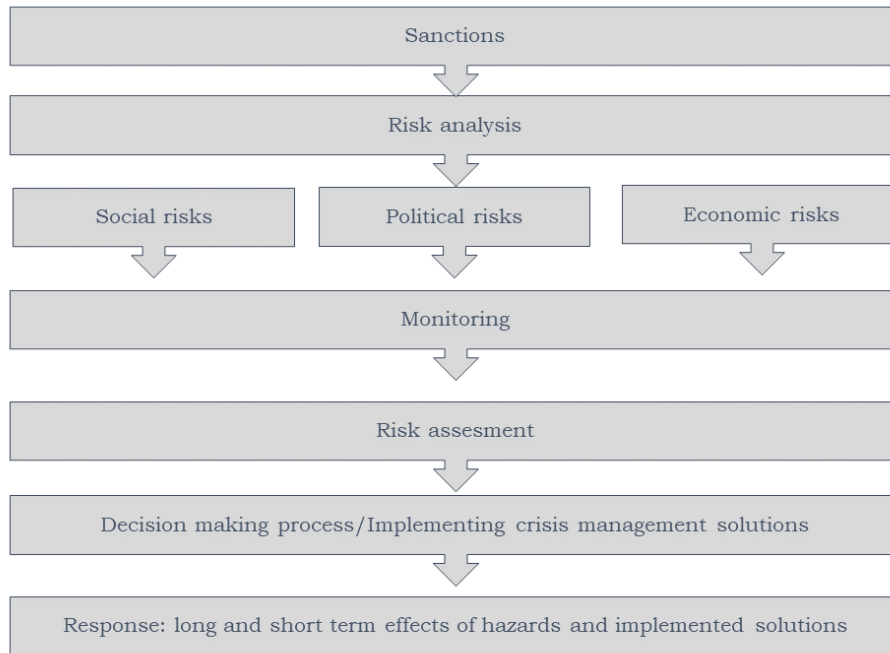 Sanctions
Risk analysis
Social risks
Political risks
Economic risks
Monitoring
Risk assesment
Decision making process/Implementing crisis management solutions
Response: long and short term effects of hazards and implemented solutions